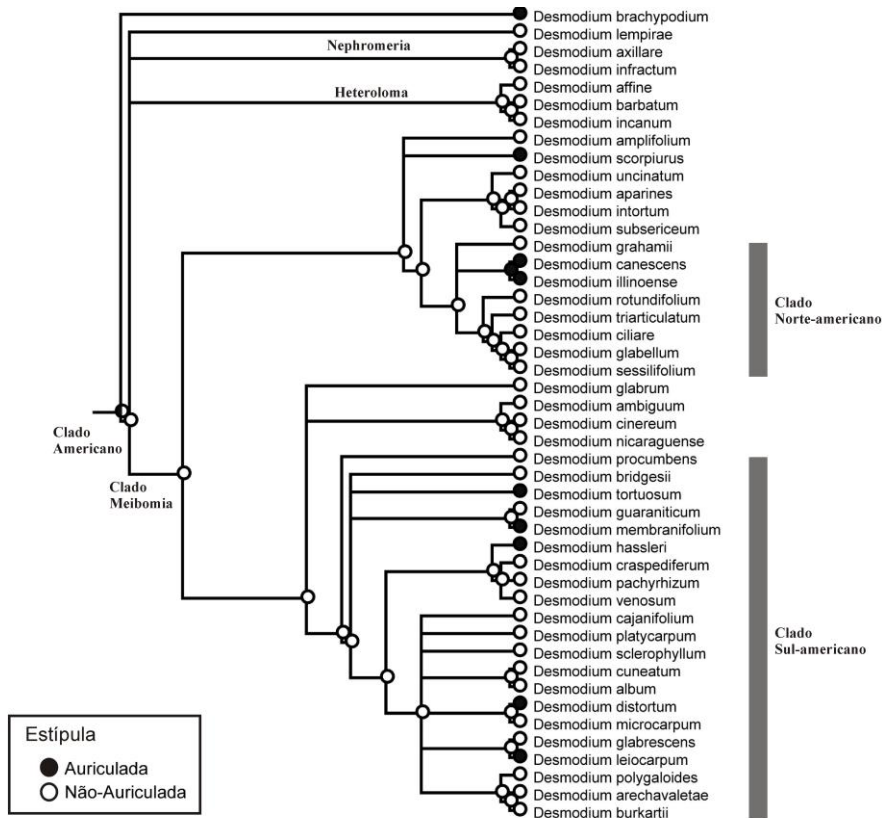 Desmodium brachypodium
Desmodium lempirae
Nephromeria
Desmodium axillare
Desmodium infractum
Desmodium affine
Heteroloma
Desmodium barbatum
Desmodium incanum
Desmodium amplifolium
Desmodium scorpiurus
Desmodium uncinatum
Desmodium aparines
Desmodium intortum
Desmodium subsericeum
Desmodium grahamii
Desmodium canescens
Desmodium illinoense
Desmodium rotundifolium
Desmodium triarticulatum
Desmodium ciliare
Desmodium glabellum
Desmodium sessilifolium
Clado
Norte-americano
Desmodium glabrum
Desmodium ambiguum
Desmodium cinereum
Desmodium nicaraguense
Clado
Americano
Clado
Meibomia
Desmodium procumbens
Desmodium bridgesii
Desmodium tortuosum
Desmodium guaraniticum
Desmodium membranifolium
Desmodium hassleri
Desmodium craspediferum
Desmodium pachyrhizum
Desmodium venosum
Desmodium cajanifolium
Desmodium platycarpum
Desmodium sclerophyllum
Desmodium cuneatum
Desmodium album
Desmodium distortum
Desmodium microcarpum
Desmodium glabrescens
Desmodium leiocarpum
Desmodium polygaloides
Desmodium arechavaletae
Desmodium burkartii
Clado
Sul-americano
Estípula
Auriculada
Não-Auriculada